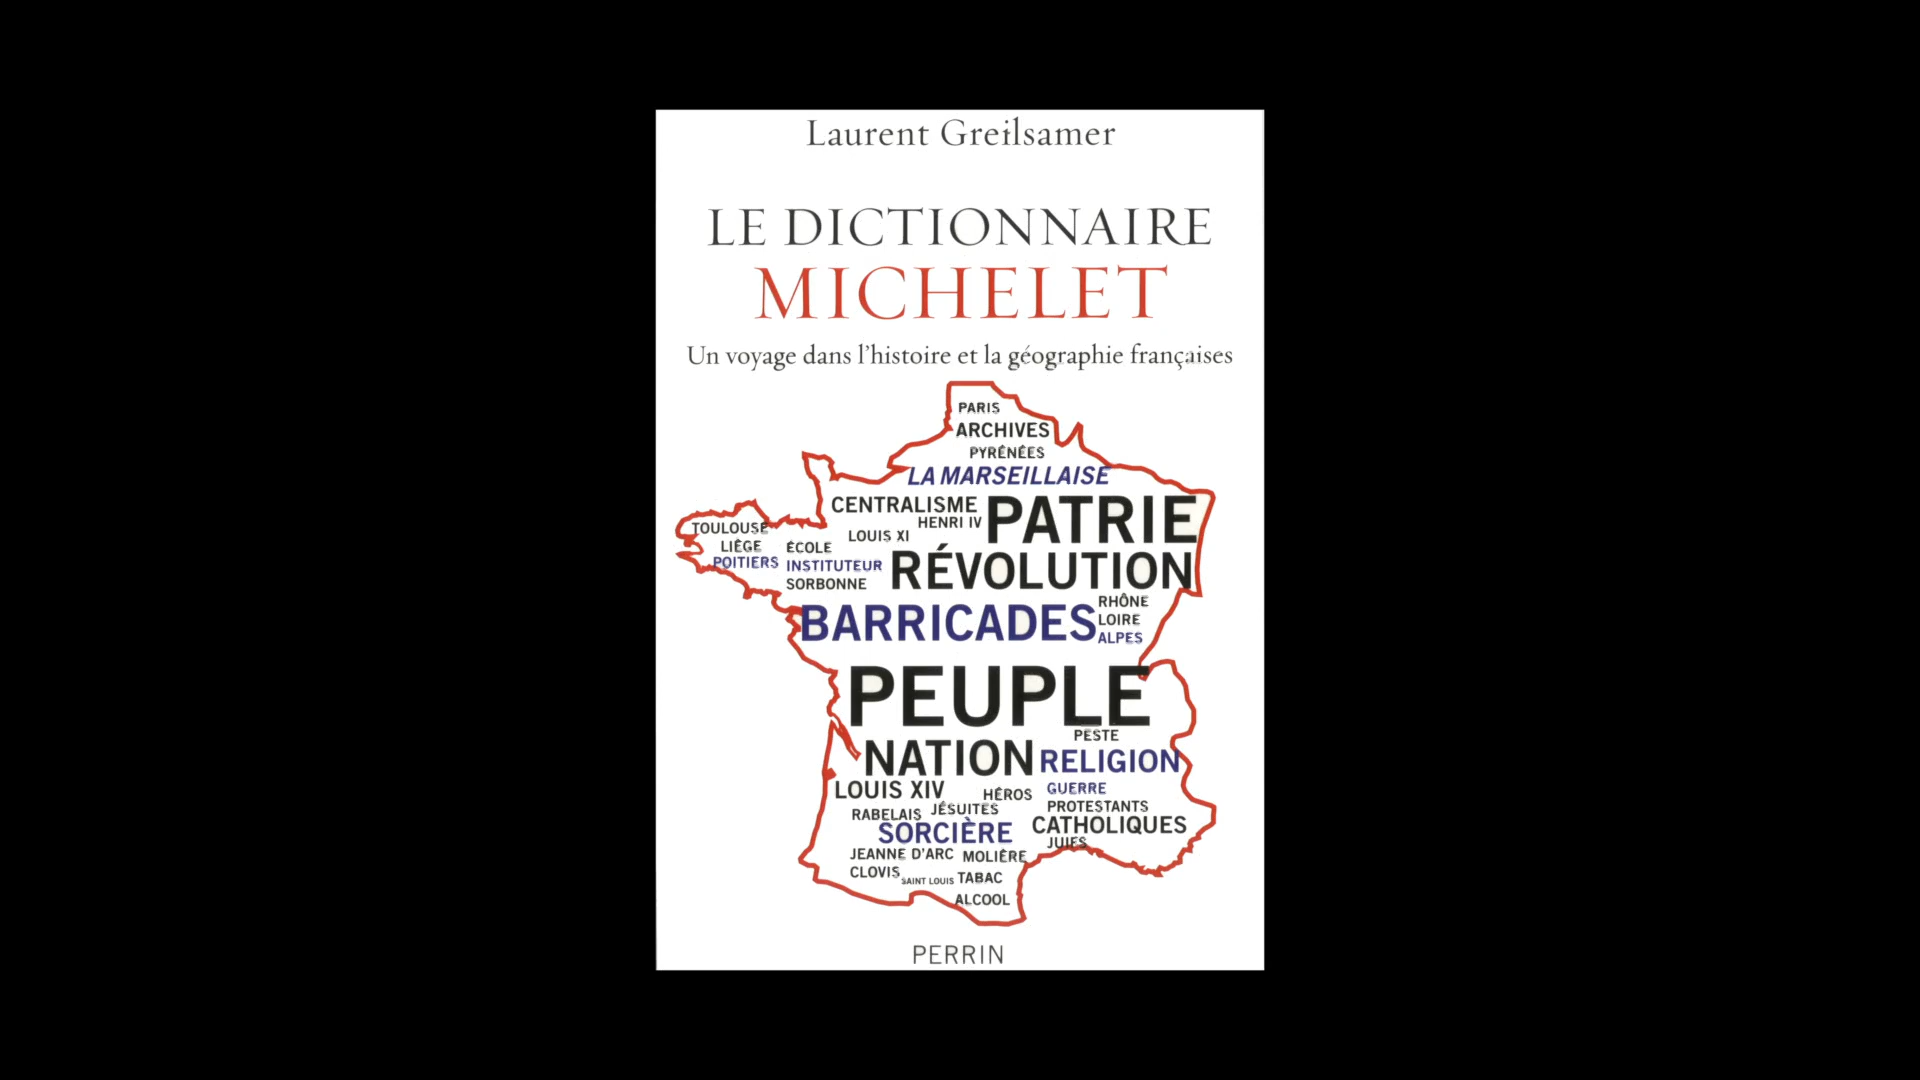 Laurent Greilsamer
LE DICTIONNAIRE
MICHELET
Un voyage dans l'histoire et la géographie françaises
PARIS
ARCHIVES
PYRÉNÉES
LA MARSEILLAISE
CENTRALISME
PATRIE
HENRI IV
LOUIS XI
TOULOUSE
LIÈGE
POITIERS
ÉCOLE
INSTITUTEUR
SORBONNE
RÉVOLUTION
BARRICADES
RHÔNE
LOIRE
ALPES
PEUPLE
PESTE
NATION
RELIGION
LOUIS XIV
HÉROS
GUERRE
RABELAIS
JÉSUITES
PROTESTANTS
SORCIÈRE
CATHOLIQUES
JUIFS
JEANNE D'ARC
MOLIÈRE
CLOVIS
SAINT LOUIS
TABAC
ALCOOL
PERRIN